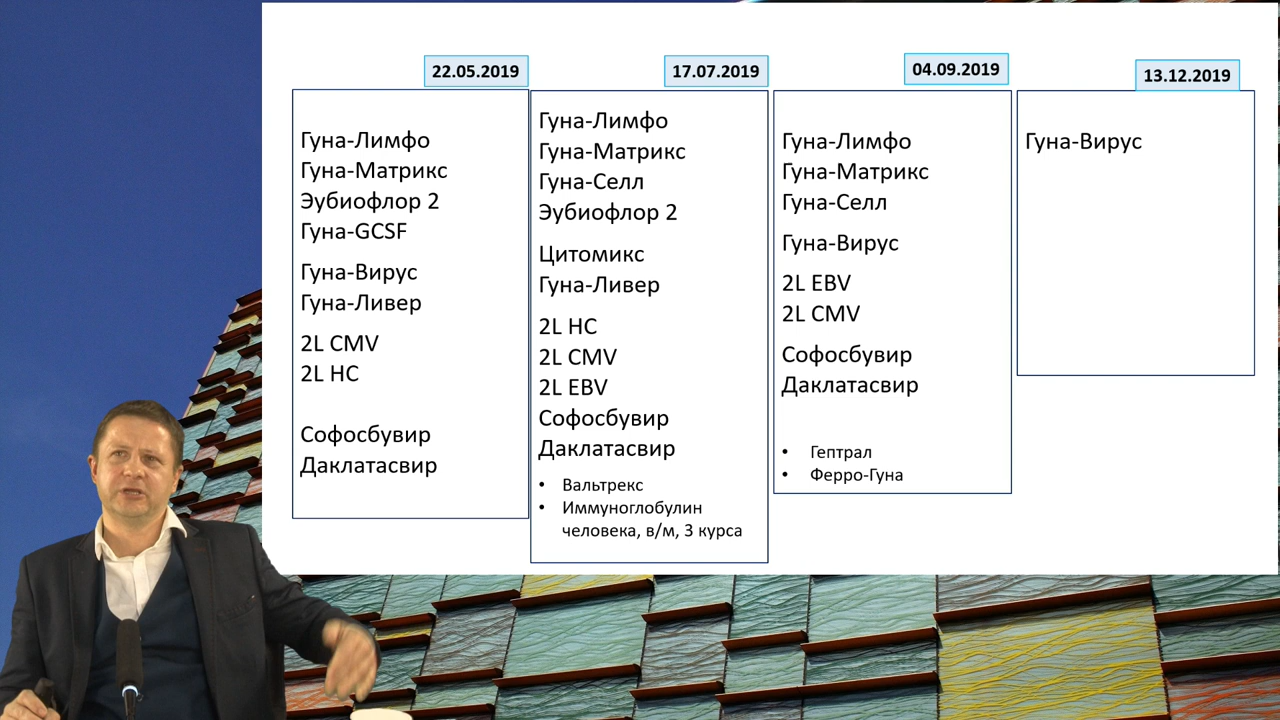 22.05.2019
Гуна-Лимфо
Гуна-Матрикс
Эубиофлор 2
Гуна-GCSF
Гуна-Вирус
Гуна-Ливер
2L CMV
2L HC
Софосбувир
Даклатасвир
17.07.2019
Гуна-Лимфо
Гуна-Матрикс
Гуна-Селл
Эубиофлор 2
Цитомикс
Гуна-Ливер
2L HC
2L CMV
2L EBV
Софосбувир
Даклатасвир
• Вальтрекс
• Иммуноглобулин
человека, в/м, 3 курса
04.09.2019
Гуна-Лимфо
Гуна-Матрикс
Гуна-Селл
Гуна-Вирус
2L EBV
2L CMV
Софосбувир
Даклатасвир
• Гептрал
• Ферро-Гуна
13.12.2019
Гуна-Вирус